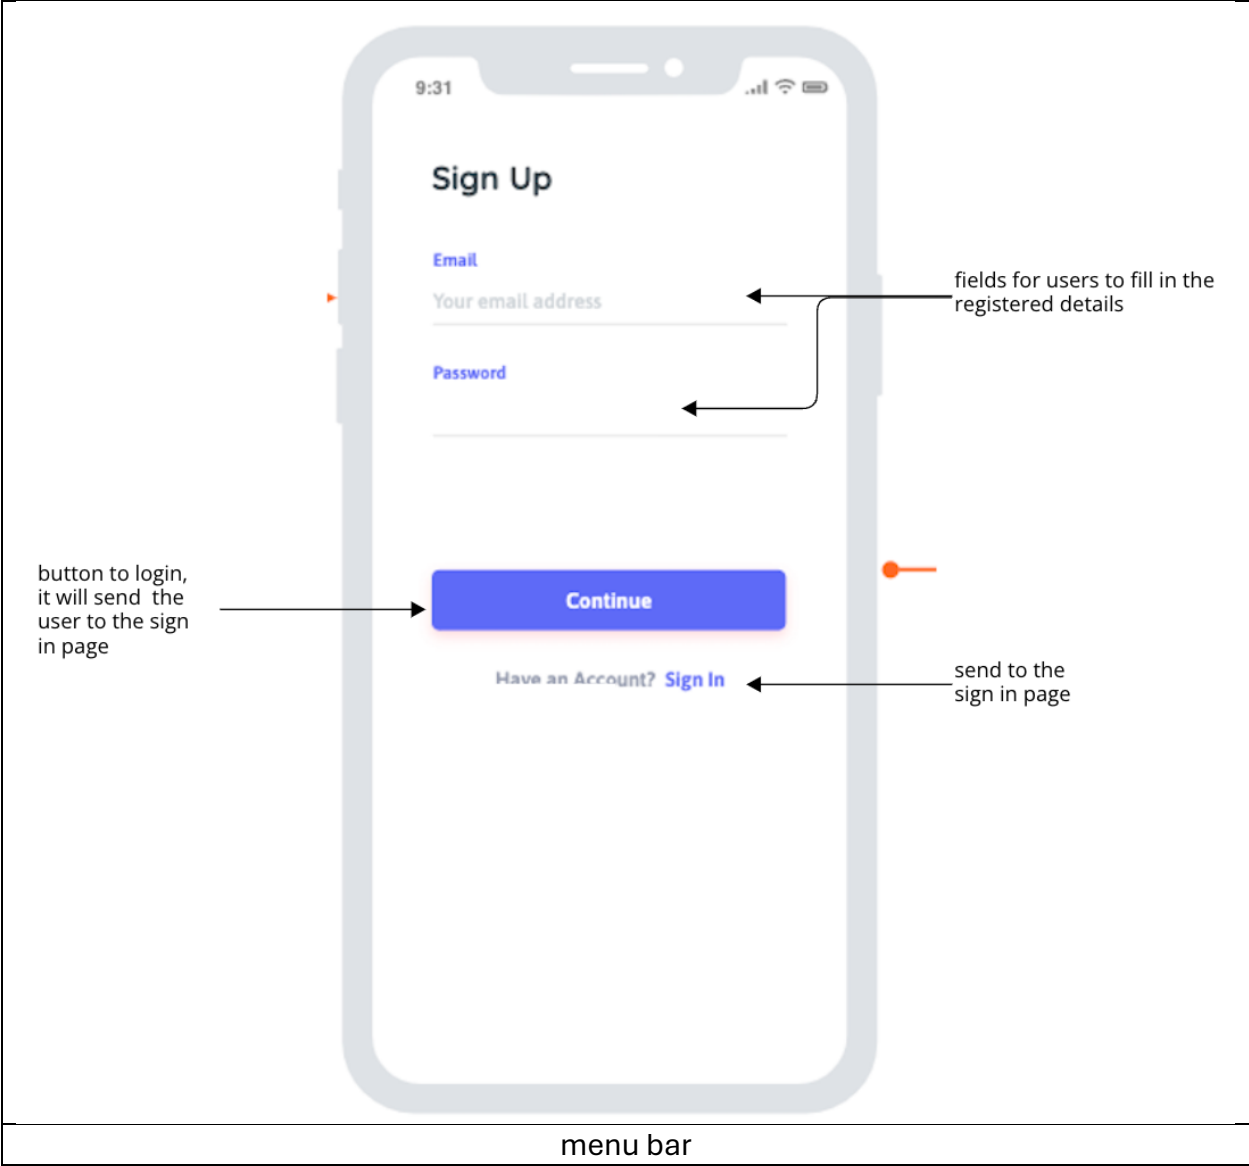 9:31
Sign Up
Email
Your email address
fields for users to fill in the
registered details
Password
button to login,
it will send the
user to the sign
in page
Continue
Have an Account? Sign In
send to the
sign in page
menu bar